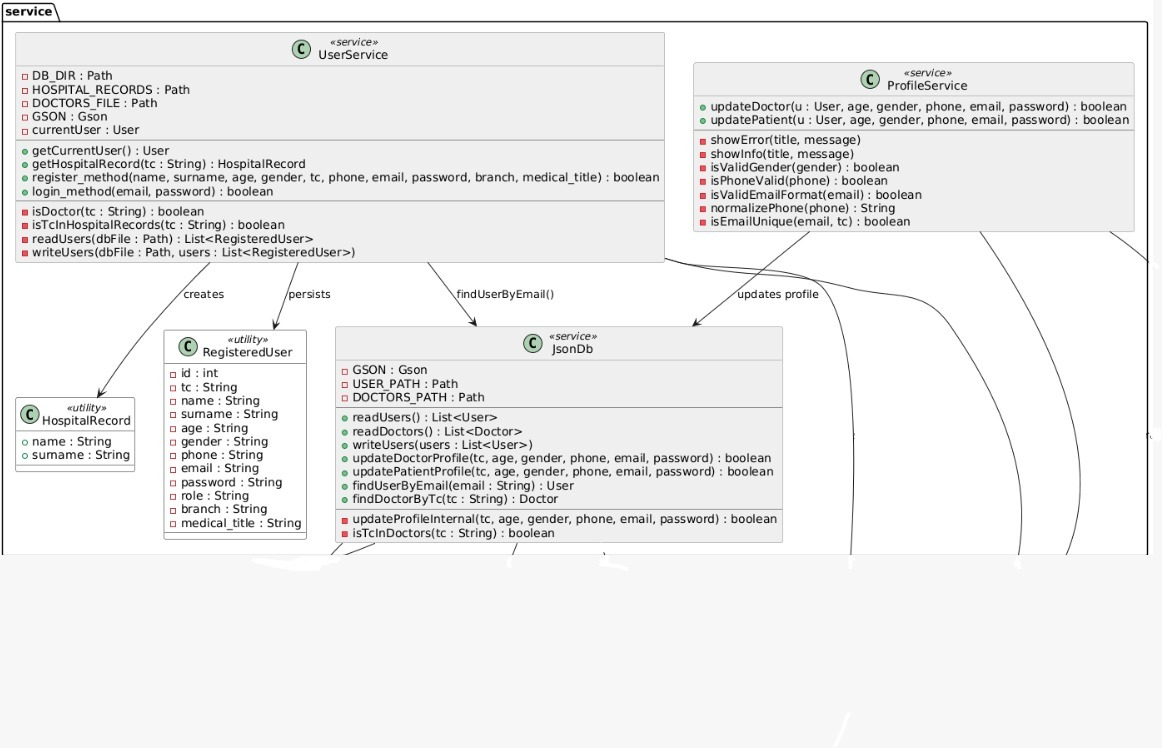 service
«service»
UserService
DB_DIR : Path
HOSPITAL_RECORDS : Path
DOCTORS_FILE : Path
GSON : Gson
currentUser : User
getCurrentUser() : User
getHospitalRecord(tc : String) : HospitalRecord
register_method(name, surname, age, gender, tc, phone, email, password, branch, medical_title) : boolean
login_method(email, password) : boolean
isDoctor(tc : String) : boolean
isTcInHospitalRecords(tc : String) : boolean
readUsers(dbFile : Path) : List<RegisteredUser>
writeUsers(dbFile : Path, users : List<RegisteredUser>)
«service»
ProfileService
updateDoctor(u : User, age, gender, phone, email, password) : boolean
updatePatient(u : User, age, gender, phone, email, password) : boolean
showError(title, message)
showInfo(title, message)
isValidGender(gender) : boolean
isPhoneValid(phone) : boolean
isValidEmailFormat(email) : boolean
normalizePhone(phone) : String
isEmailUnique(email, tc) : boolean
creates
persists
findUserByEmail()
updates profile
«utility»
HospitalRecord
name : String
surname : String
«utility»
RegisteredUser
id : int
tc : String
name : String
surname : String
age : String
gender : String
phone : String
email : String
password : String
role : String
branch : String
medical_title : String
«service»
JsonDb
GSON : Gson
USER_PATH : Path
DOCTORS_PATH : Path
readUsers() : List<User>
readDoctors() : List<Doctor>
writeUsers(users : List<User>)
updateDoctorProfile(tc, age, gender, phone, email, password) : boolean
updatePatientProfile(tc, age, gender, phone, email, password) : boolean
findUserByEmail(email : String) : User
findDoctorByTc(tc : String) : Doctor
updateProfileInternal(tc, age, gender, phone, email, password) : boolean
isTcInDoctors(tc : String) : boolean